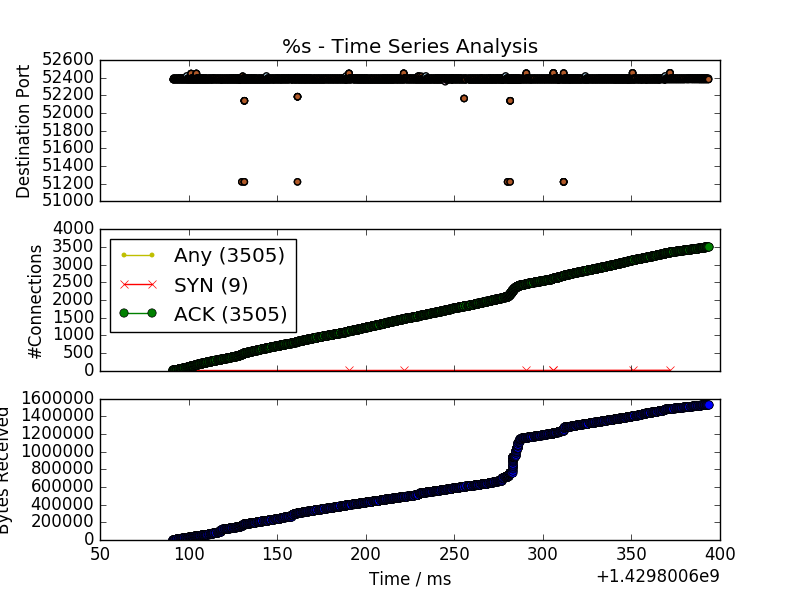 %s - Time Series Analysis
52600
52400
52200
52000
51800
51600
51400
51200
51000
Destination Port
4000
3500
3000
2500
2000
1500
1000
500
0
#Connections
Any (3505)
SYN (9)
ACK (3505)
1600000
1400000
1200000
1000000
800000
600000
400000
200000
0
Bytes Received
50 100 150 200 250 300 350 400
Time / ms
+1.4298006e9